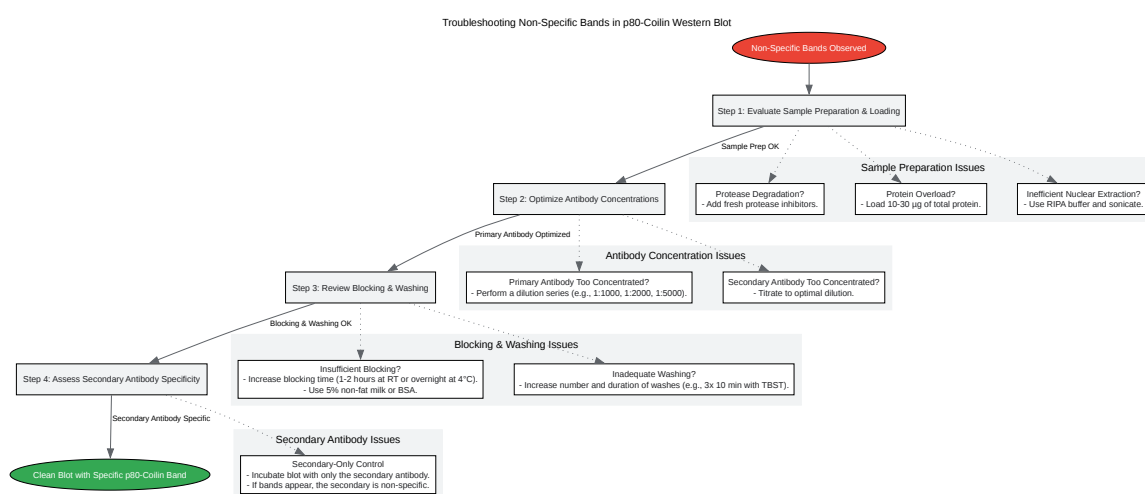 Troubleshooting Non-Specific Bands in p80-Coilin Western Blot
Non-Specific Bands Observed
Step 1: Evaluate Sample Preparation & Loading
Sample Prep OK
Sample Preparation Issues
Protease Degradation?
- Add fresh protease inhibitors.
Protein Overload?
- Load 10-30 µg of total protein.
Inefficient Nuclear Extraction?
- Use RIPA buffer and sonicate.
Step 2: Optimize Antibody Concentrations
Primary Antibody Optimized
Antibody Concentration Issues
Primary Antibody Too Concentrated?
- Perform a dilution series (e.g., 1:1000, 1:2000, 1:5000).
Secondary Antibody Too Concentrated?
- Titrate to optimal dilution.
Step 3: Review Blocking & Washing
Blocking & Washing OK
Blocking & Washing Issues
Insufficient Blocking?
- Increase blocking time (1-2 hours at RT or overnight at 4°C).
- Use 5% non-fat milk or BSA.
Inadequate Washing?
- Increase number and duration of washes (e.g., 3x 10 min with TBST).
Step 4: Assess Secondary Antibody Specificity
Secondary Antibody Specific
Secondary Antibody Issues
Secondary-Only Control
- Incubate blot with only the secondary antibody.
- If bands appear, the secondary is non-specific.
Clean Blot with Specific p80-Coilin Band